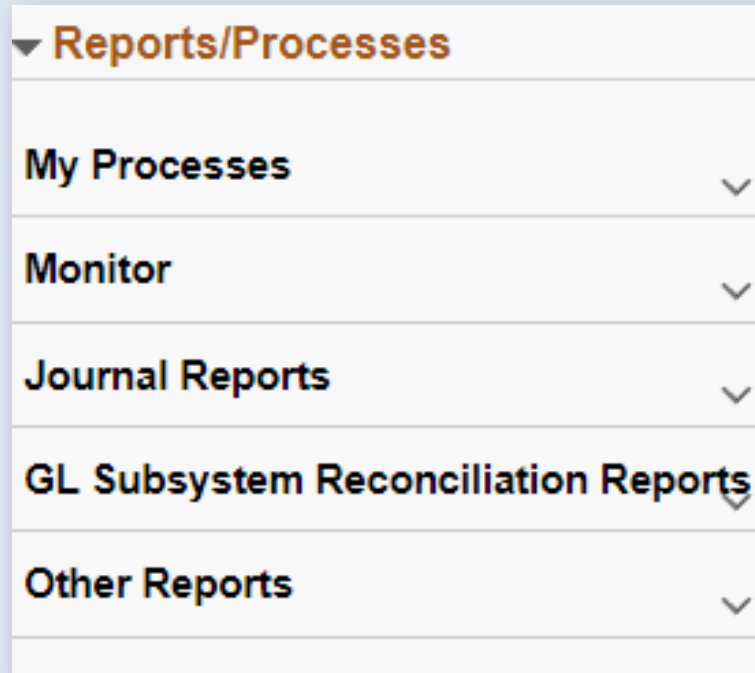 Reports/Processes
My Processes
Monitor
Journal Reports
GL Subsystem Reconciliation Reports
Other Reports